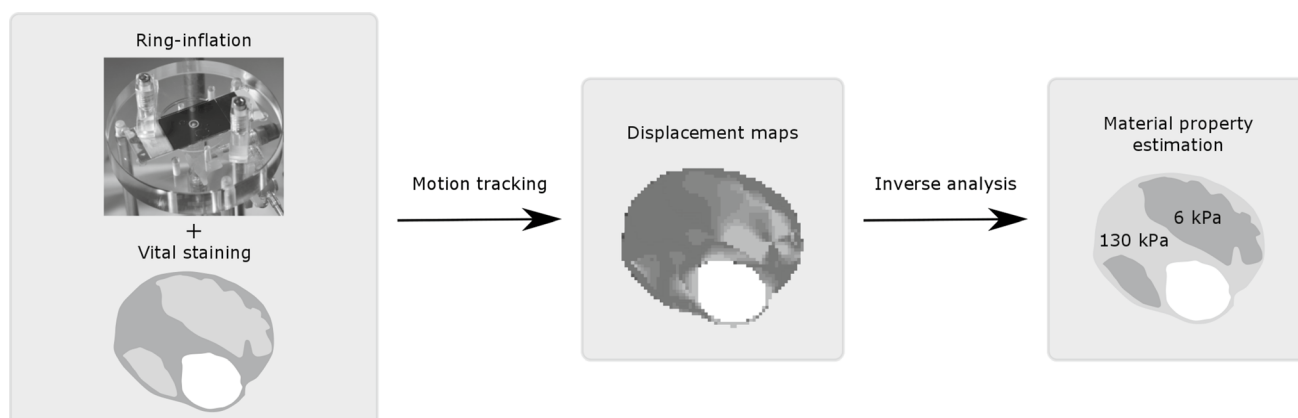 Ring-inflation
+
Vital staining
Motion tracking
Displacement maps
Inverse analysis
Material property
estimation
6 kPa
130 kPa